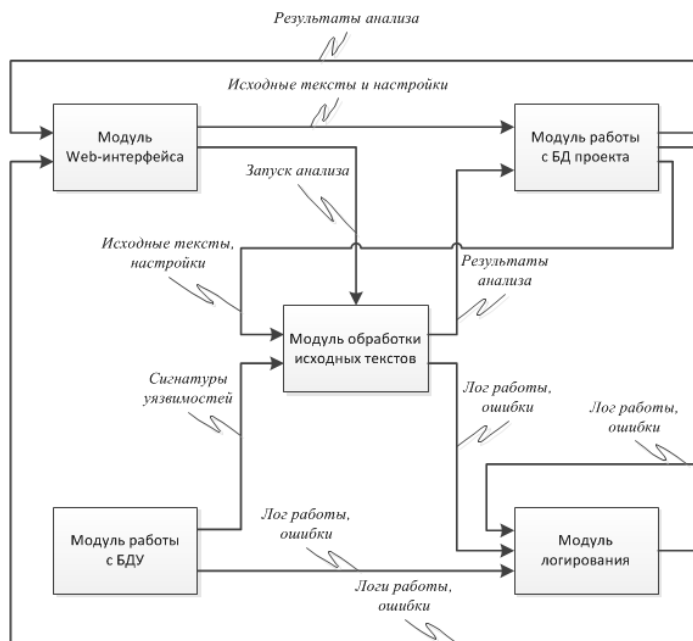 Результаты анализа
Исходные тексты и настройки
Модуль
Web-интерфейса
Модуль работы
с БД проекта
Запуск анализа
Исходные тексты,
настройки
Результаты
анализа
Модуль обработки
исходных текстов
Сигнатуры
уязвимостей
Лог работы,
ошибки
Лог работы,
ошибки
Модуль работы
с БДУ
Лог работы,
ошибки
Модуль
логирования
Логи работы,
ошибки